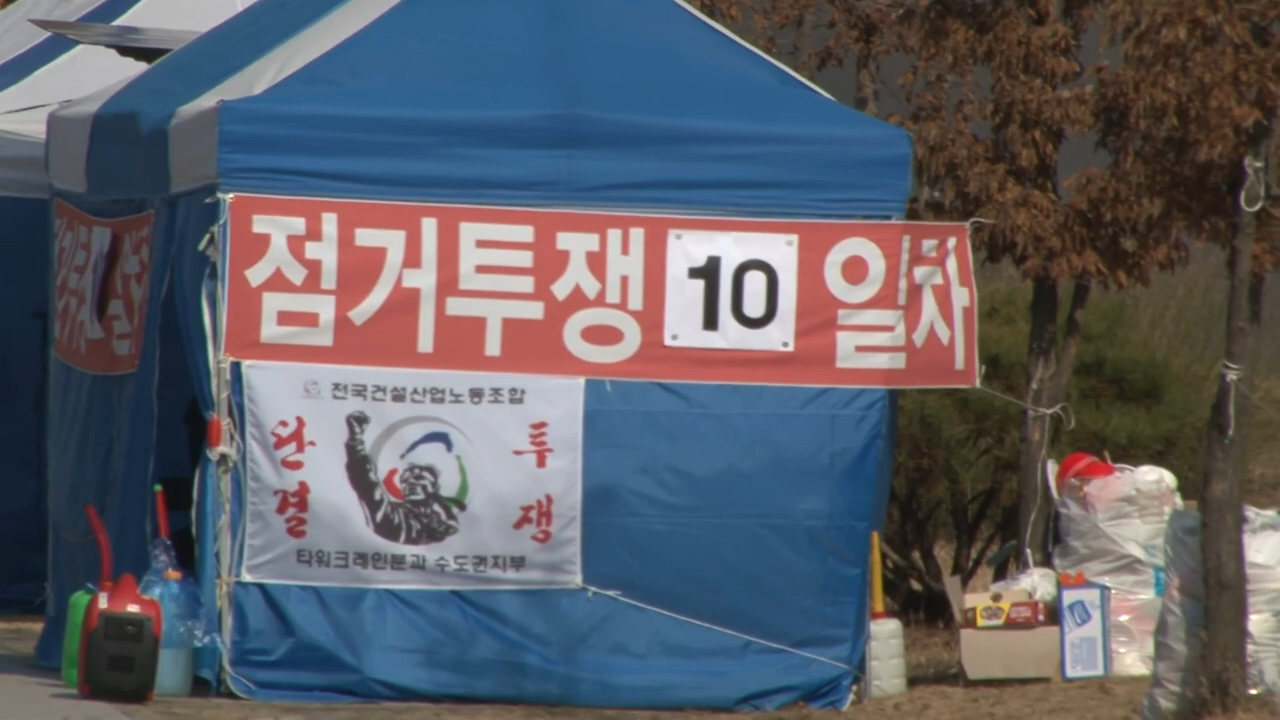 점거투쟁 10 일차
전국건설산업노동조합
단결
투쟁
타워크레인분과 수도권지부